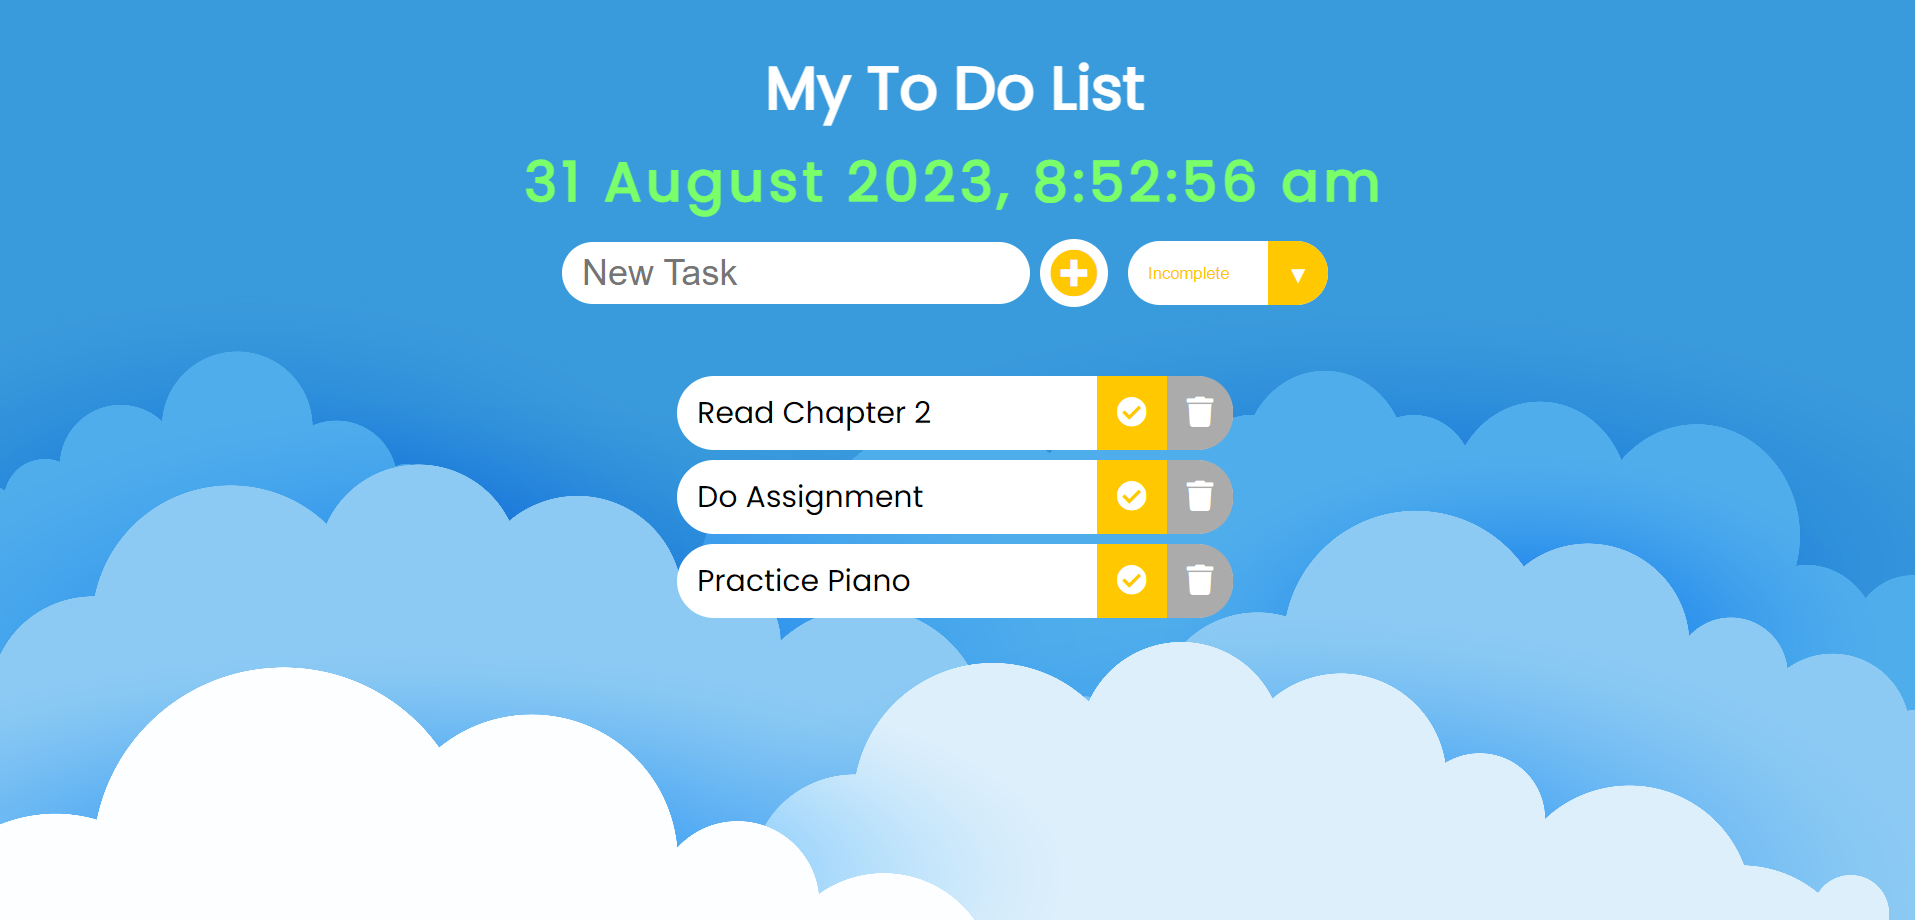 My To Do List
31 August 2023, 8:52:56 am
New Task
Incomplete
Read Chapter 2
Do Assignment
Practice Piano